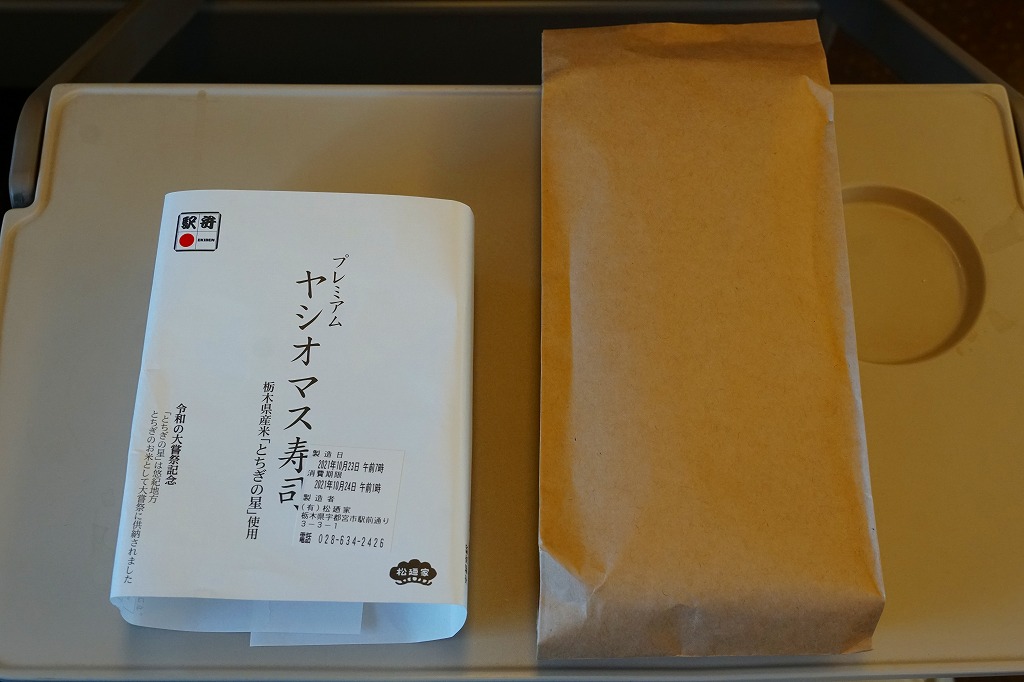 駅弁
EKIBEN
プレミアム
ヤシオマス寿司
栃木県産米「とちぎの星」使用
令和の大嘗祭記念
「とちぎの星」は悠紀地方
とちぎのお米として大嘗祭に供納されました
製造日
2021年10月23日 午前7時
消費期限
2021年10月24日 午前1時
製造者
(有)松廼家
栃木県宇都宮市駅前通り
3-3-1
電話 028-634-2426
松廼家